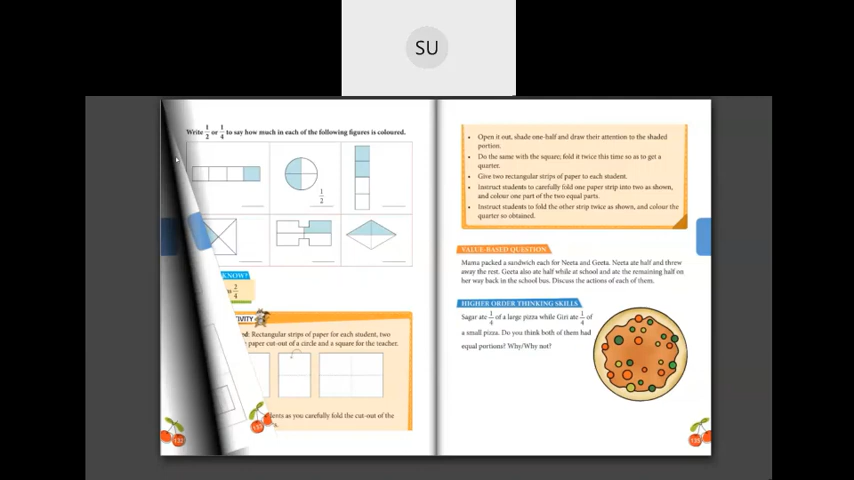 SU
Write 1/2 or 1/4 to say how much in each of the following figures is coloured.
1/2
KNOW?
2/4
Rectangular strips of paper for each student, two
paper cut-out of a circle and a square for the teacher.
as you carefully fold the cut-out of the
132
133
• Open it out, shade one-half and draw their attention to the shaded
portion.
• Do the same with the square; fold it twice this time so as to get a
quarter.
• Give two rectangular strips of paper to each student.
• Instruct students to carefully fold one paper strip into two as shown,
and colour one part of the two equal parts.
• Instruct students to fold the other strip twice as shown, and colour the
quarter so obtained.
VALUE-BASED QUESTION
Mama packed a sandwich each for Neeta and Geeta. Neeta ate half and threw
away the rest. Geeta also ate half while at school and ate the remaining half on
her way back in the school bus. Discuss the actions of each of them.
HIGHER ORDER THINKING SKILLS
Sagar ate 1/4 of a large pizza while Giri ate 1/4 of
a small pizza. Do you think both of them had
equal portions? Why/Why not?